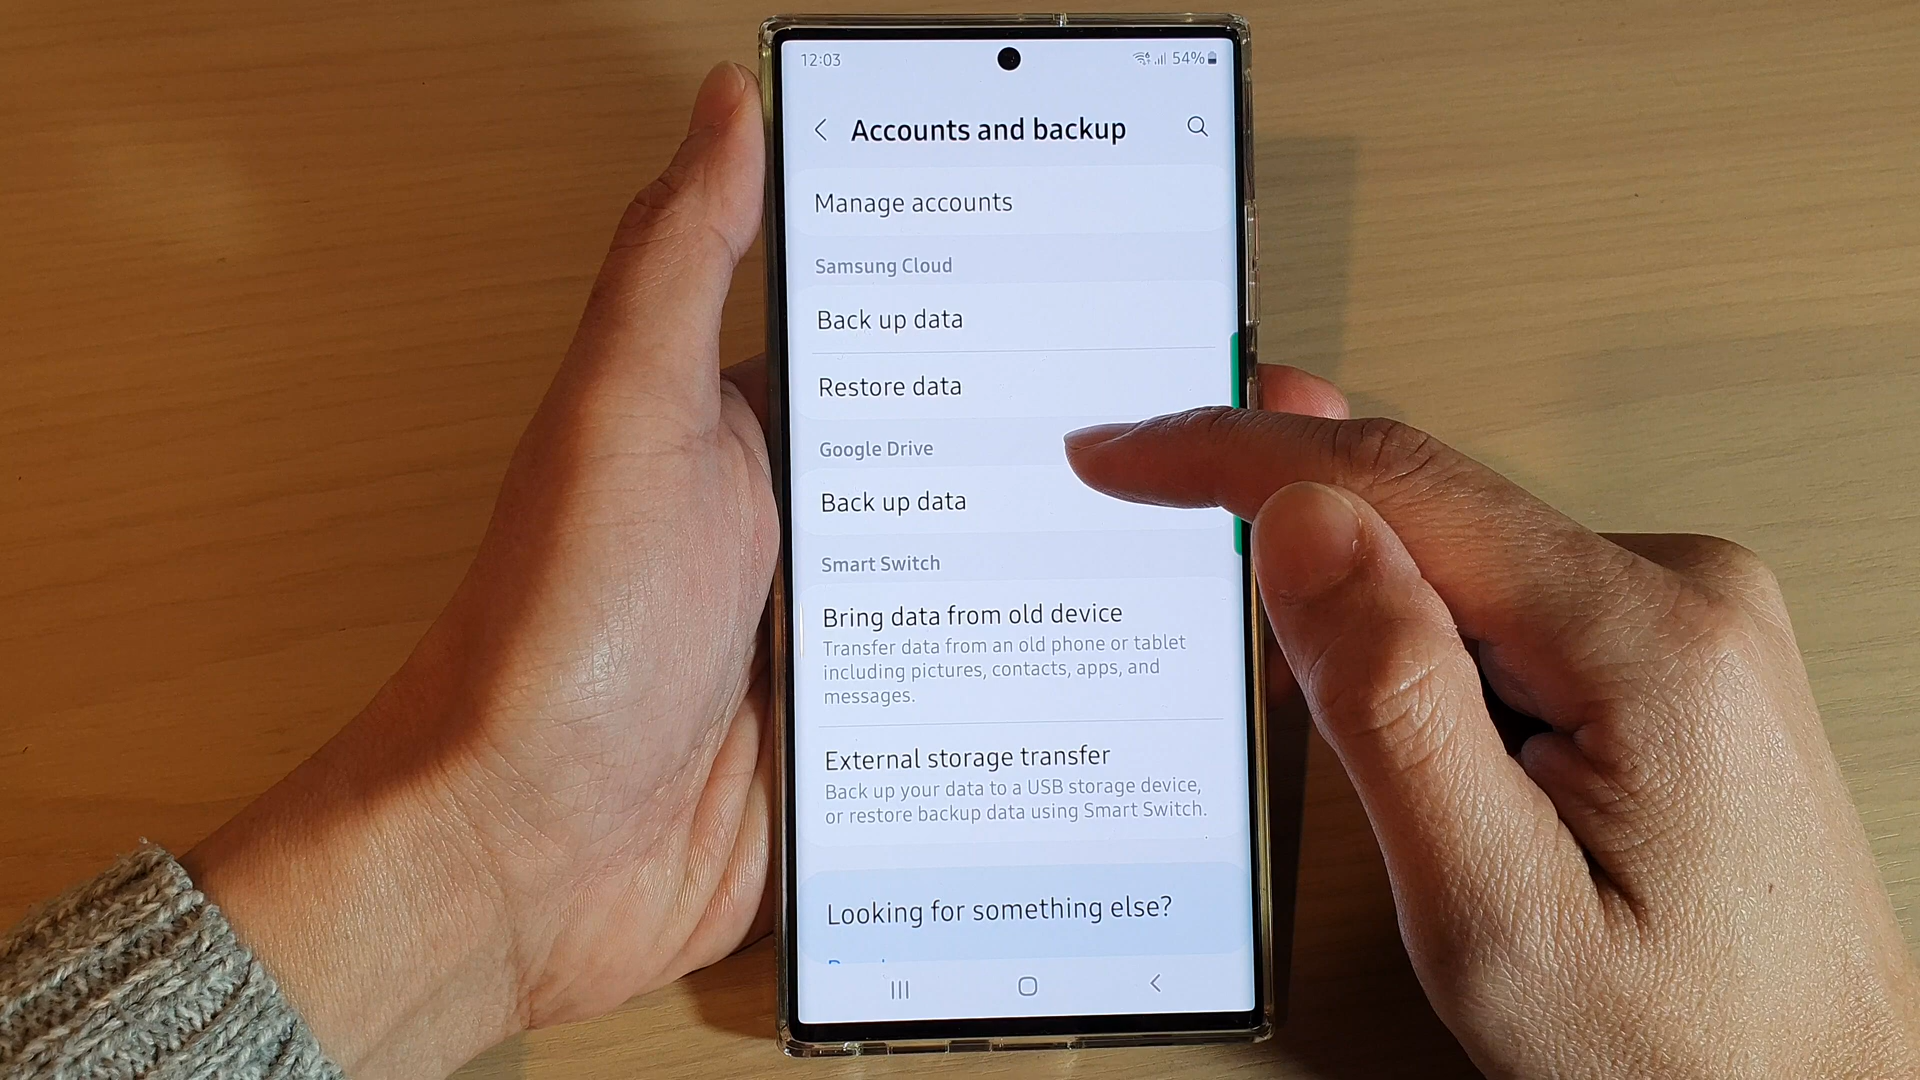 12:03
54%
Accounts and backup
Manage accounts
Samsung Cloud
Back up data
Restore data
Google Drive
Back up data
Smart Switch
Bring data from old device
Transfer data from an old phone or tablet
including pictures, contacts, apps, and
messages.
External storage transfer
Back up your data to a USB storage device,
or restore backup data using Smart Switch.
Looking for something else?